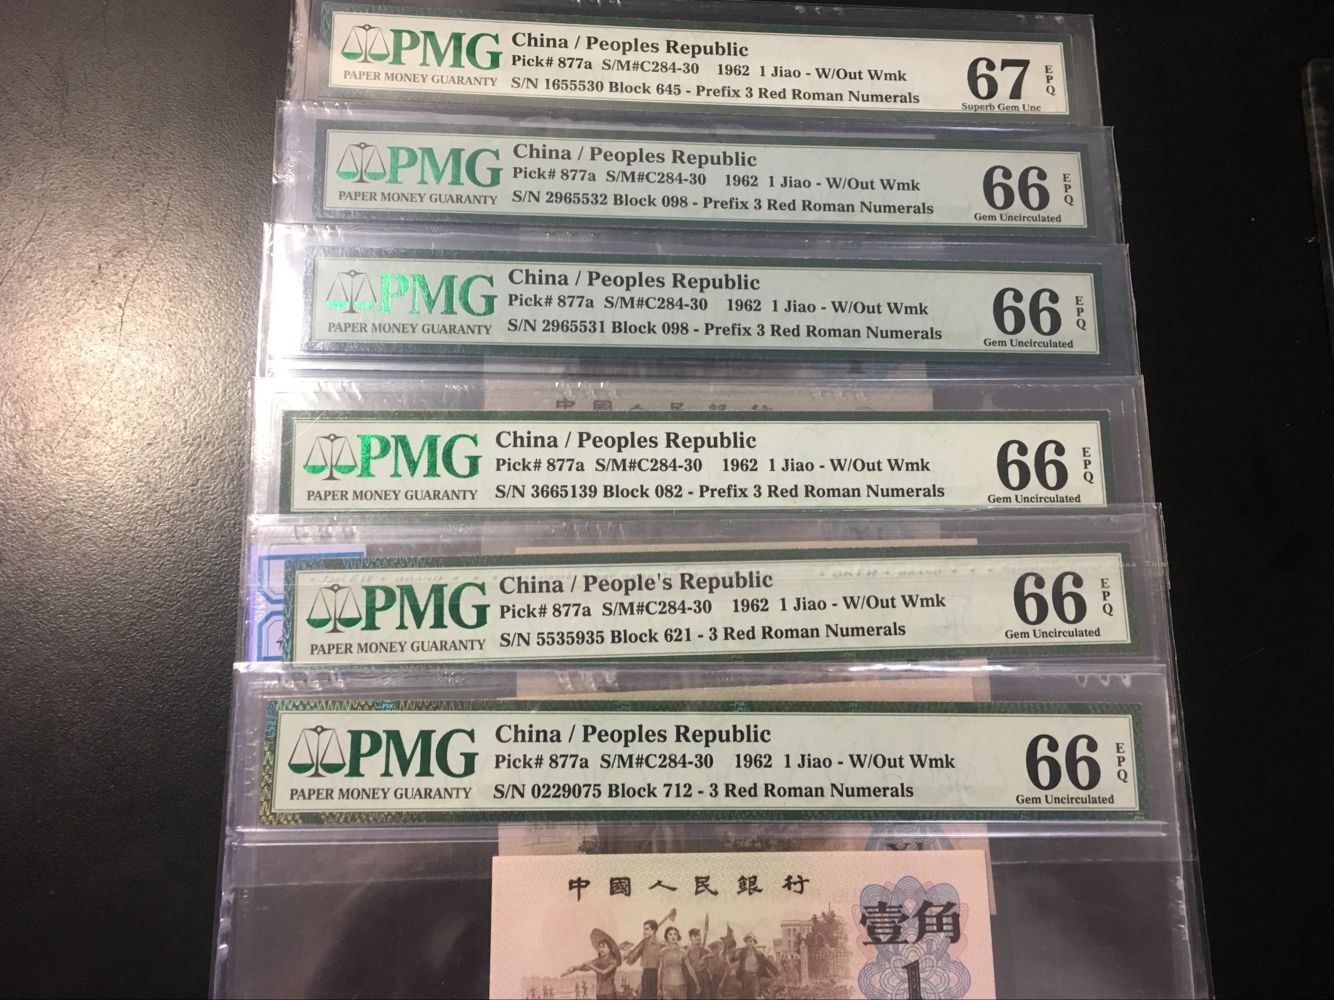 PMG
PAPER MONEY GUARANTY
China / Peoples Republic
Pick# 877a S/M#C284-30 1962 1 Jiao - W/Out Wmk
S/N 1655530 Block 645 - Prefix 3 Red Roman Numerals
67 EPQ
Superb Gem Unc
PMG
PAPER MONEY GUARANTY
China / Peoples Republic
Pick# 877a S/M#C284-30 1962 1 Jiao - W/Out Wmk
S/N 2965532 Block 098 - Prefix 3 Red Roman Numerals
66 EPQ
Gem Uncirculated
PMG
PAPER MONEY GUARANTY
China / Peoples Republic
Pick# 877a S/M#C284-30 1962 1 Jiao - W/Out Wmk
S/N 2965531 Block 098 - Prefix 3 Red Roman Numerals
66 EPQ
Gem Uncirculated
中國人民銀行
PMG
PAPER MONEY GUARANTY
China / Peoples Republic
Pick# 877a S/M#C284-30 1962 1 Jiao - W/Out Wmk
S/N 3665139 Block 082 - Prefix 3 Red Roman Numerals
66 EPQ
Gem Uncirculated
PMG
PAPER MONEY GUARANTY
China / People's Republic
Pick# 877a S/M#C284-30 1962 1 Jiao - W/Out Wmk
S/N 5535935 Block 621 - 3 Red Roman Numerals
66 EPQ
Gem Uncirculated
PMG
PAPER MONEY GUARANTY
China / Peoples Republic
Pick# 877a S/M#C284-30 1962 1 Jiao - W/Out Wmk
S/N 0229075 Block 712 - 3 Red Roman Numerals
66 EPQ
Gem Uncirculated
中國人民銀行
壹角
1